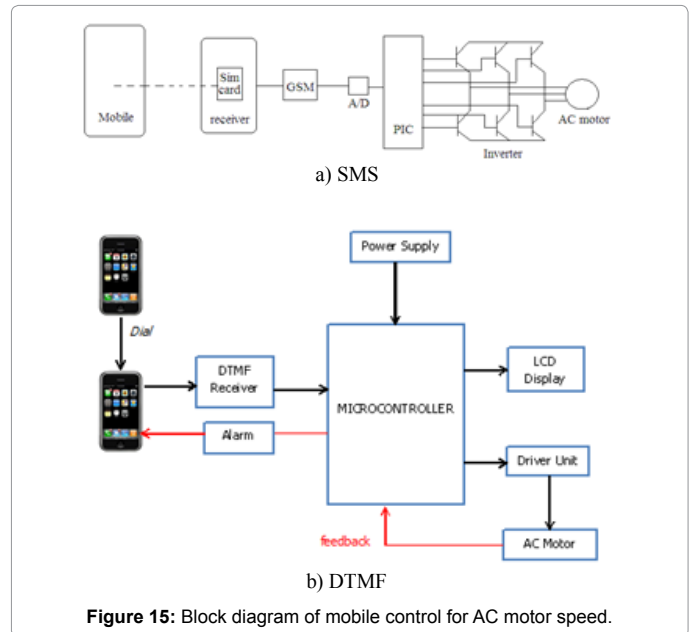 Mobile
Sim
card
receiver
GSM
A/D
PIC
Inverter
AC motor
a) SMS
Power Supply
Dial
DTMF
Receiver
MICROCONTROLLER
LCD
Display
Alarm
Driver Unit
feedback
AC Motor
b) DTMF
Figure 15: Block diagram of mobile control for AC motor speed.